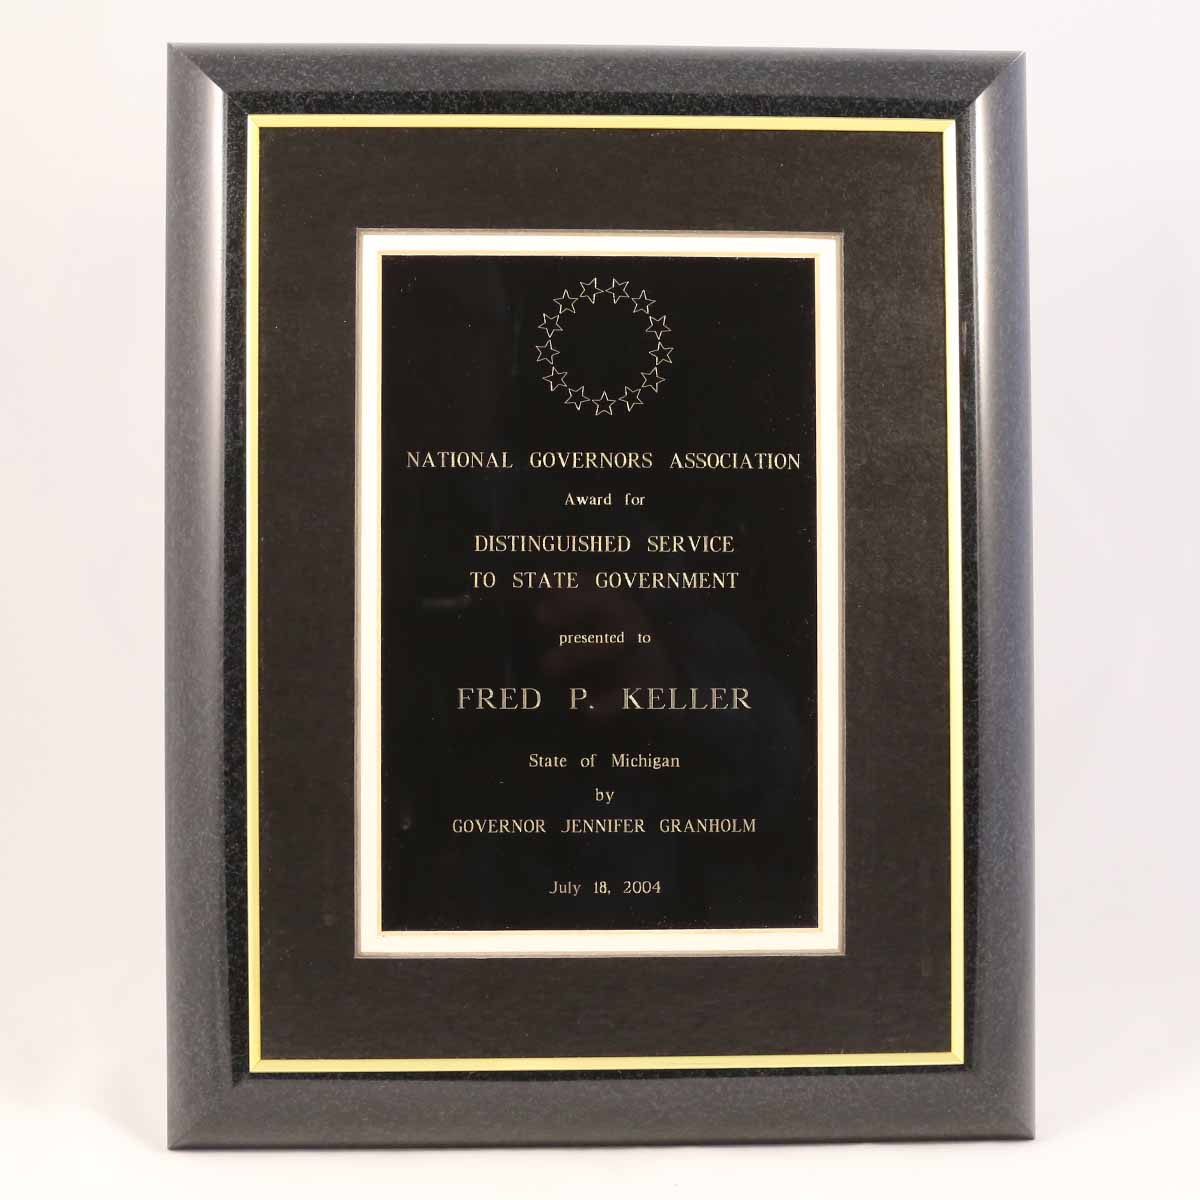 NATIONAL GOVERNORS ASSOCIATION
Award for
DISTINGUISHED SERVICE
TO STATE GOVERNMENT
presented to
FRED P. KELLER
State of Michigan
by
GOVERNOR JENNIFER GRANHOLM
July 18, 2004